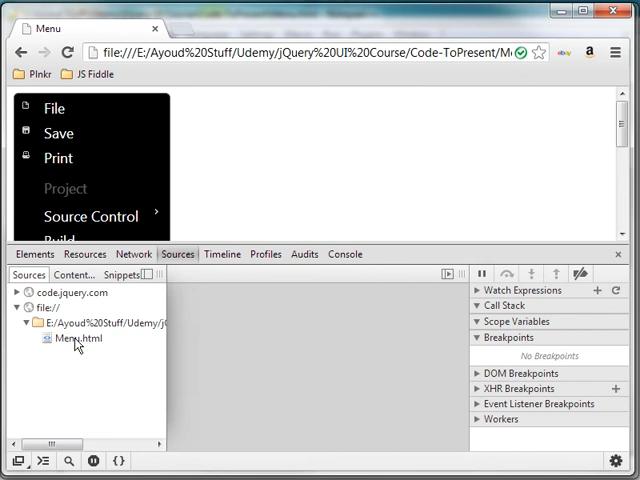 Menu
file:///E:/Ayoud%20Stuff/Udemy/jQuery%20UI%20Course/Code-ToPresent/M
ebay a
Plnkr JS Fiddle
File
Save
Print
Project
Source Control
Build
Elements Resources Network Sources Timeline Profiles Audits Console
Sources Content... Snippets
code.jquery.com
file://
E:/Ayoud%20Stuff/Udemy/j
Menu.html
Watch Expressions
Call Stack
Scope Variables
Breakpoints
No Breakpoints
DOM Breakpoints
XHR Breakpoints
Event Listener Breakpoints
Workers